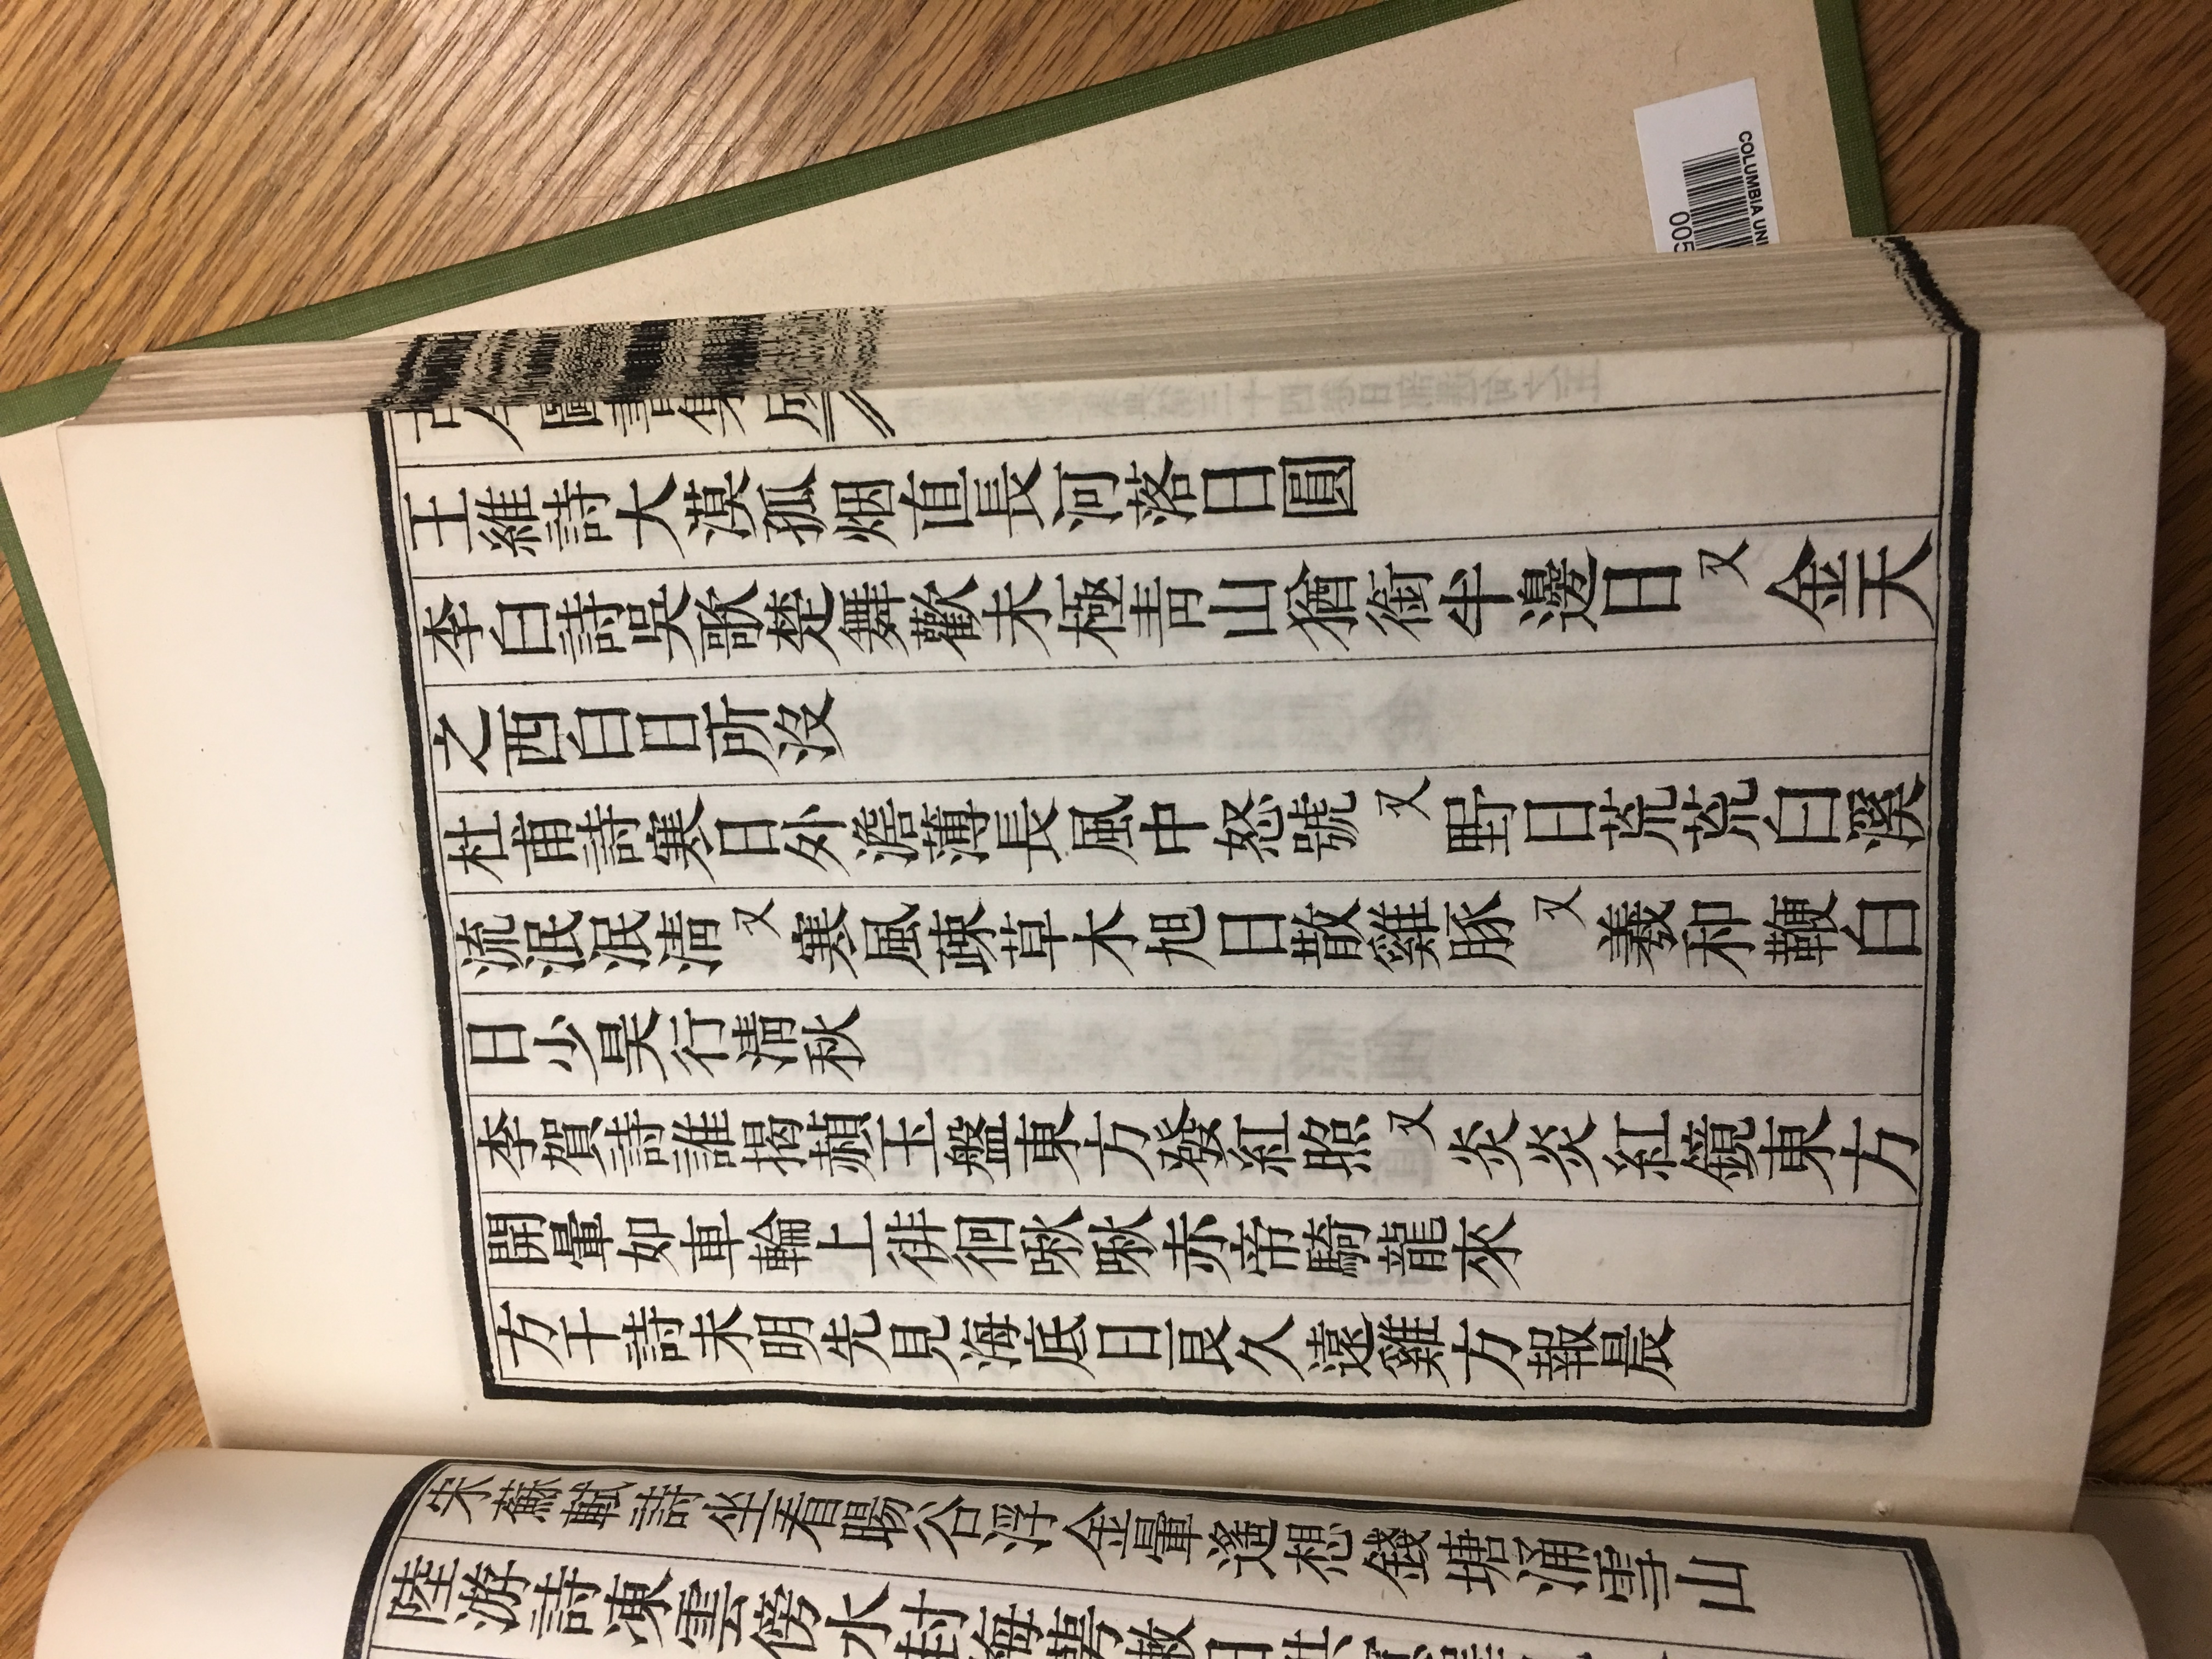 古今圖書集成
王維詩大漠孤烟直長河落日圓
李白詩吳歌楚舞歡未極靑山猶銜半邊日又金天
之西白日所沒
杜甫詩寒日外澹薄長風中怒號又野日荒荒白溪
流泯泯淸又寒風疎草木旭日散雞豚又羲和鞭白
日少昊行淸秋
李賀詩誰揭赬玉盤東方發紅照又炎炎紅鏡東方
開暈如車輪上徘徊啾啾赤帝騎龍來
方干詩未明先見海底日良久遠雞方報晨
宋蘇軾詩坐看暘谷浮金暈遙想錢塘涌雪山
陸游詩凍雲傍水封梅萼嫩日烘
COLUMBIA UNI
005